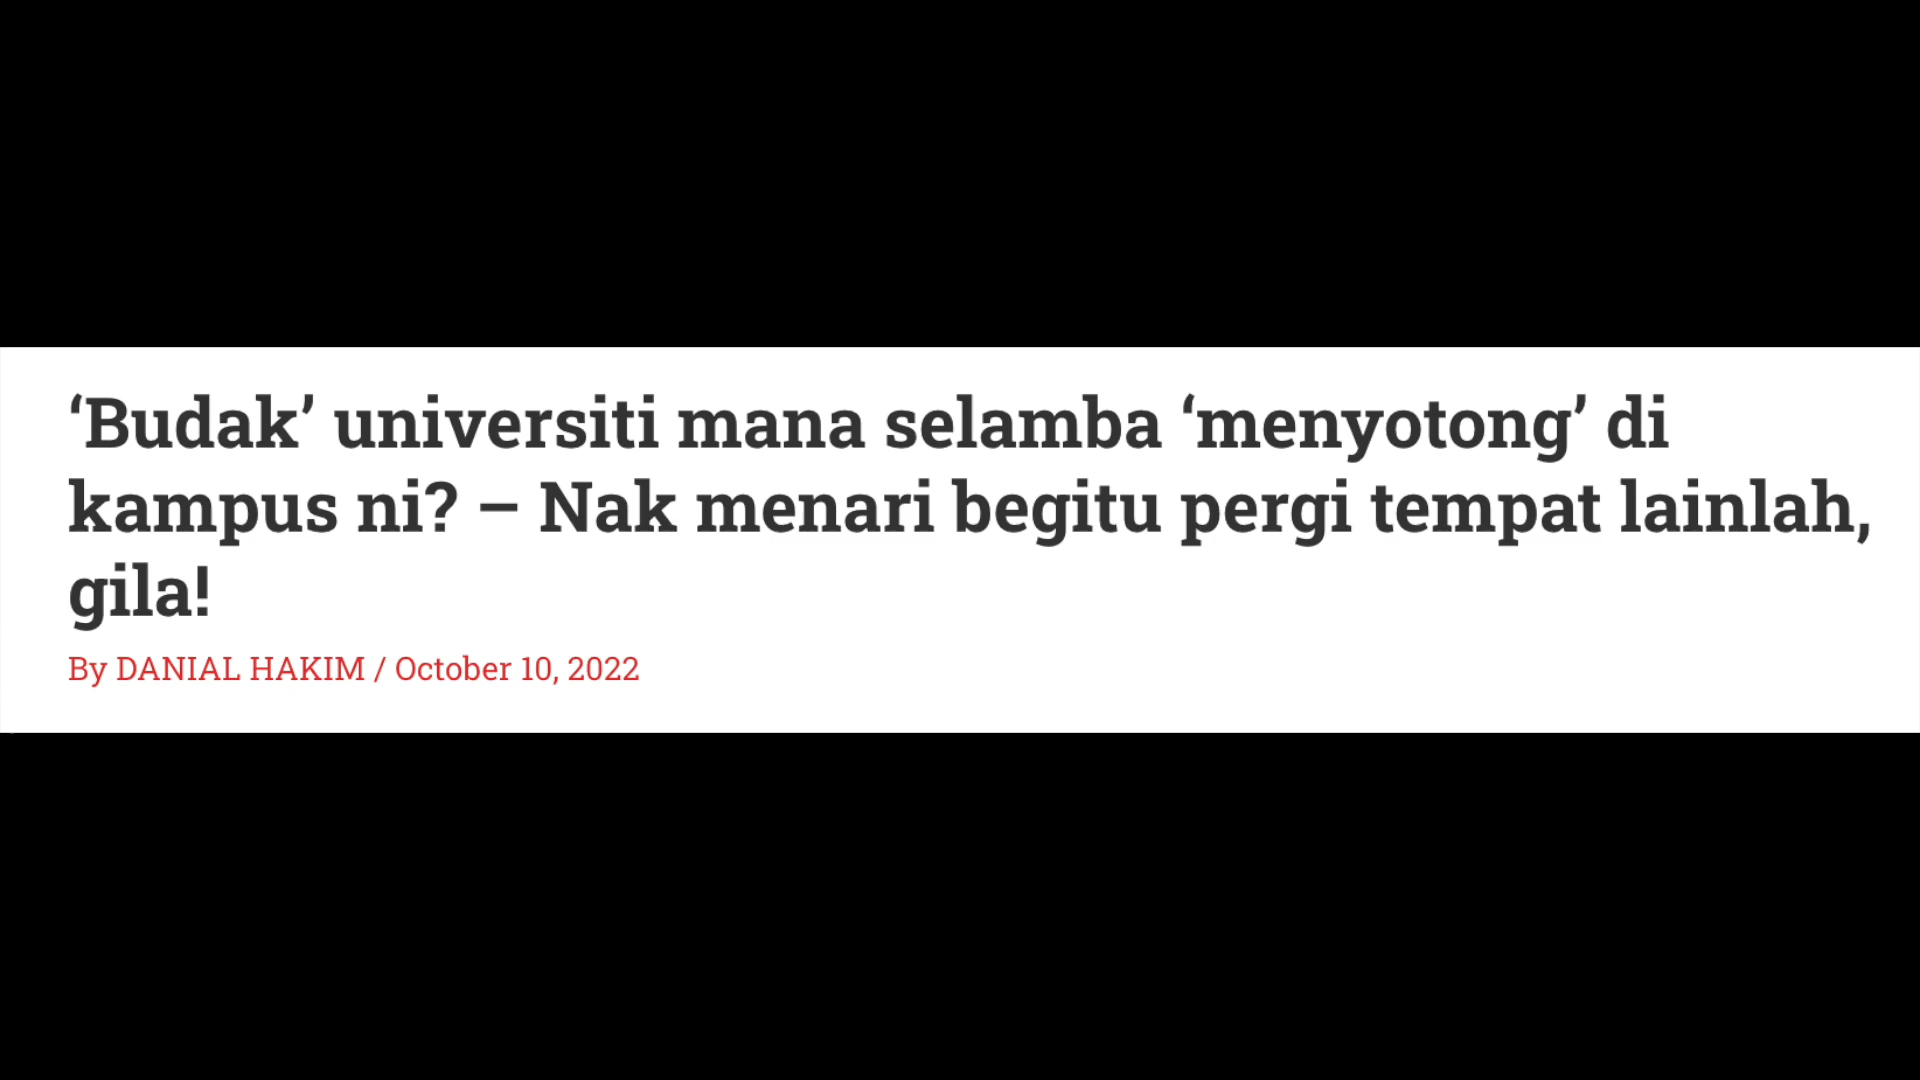 ‘Budak’ universiti mana selamba ‘menyotong’ di
kampus ni? – Nak menari begitu pergi tempat lainlah,
gila!
By DANIAL HAKIM / October 10, 2022